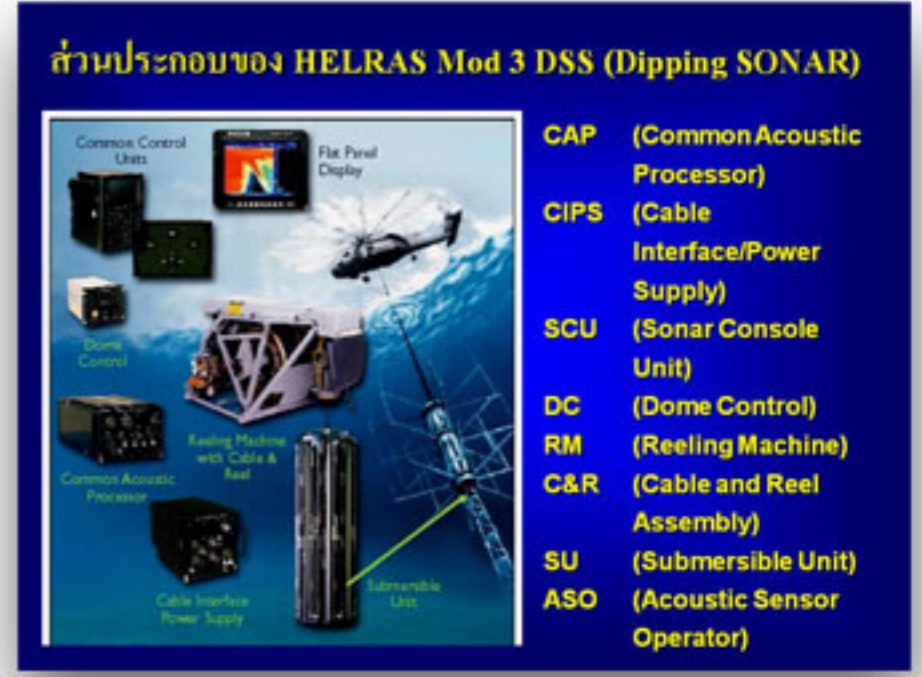 ส่วนประกอบของ HELRAS Mod 3 DSS (Dipping SONAR)
Common Control
Units
Flat Panel
Display
Dome
Control
Reeling Machine
with Cable &
Reel
Common Acoustic
Processor
Cable Interface
Power Supply
Submersible
Unit
CAP (Common Acoustic
Processor)
CIPS (Cable
Interface/Power
Supply)
SCU (Sonar Console
Unit)
DC (Dome Control)
RM (Reeling Machine)
C&R (Cable and Reel
Assembly)
SU (Submersible Unit)
ASO (Acoustic Sensor
Operator)